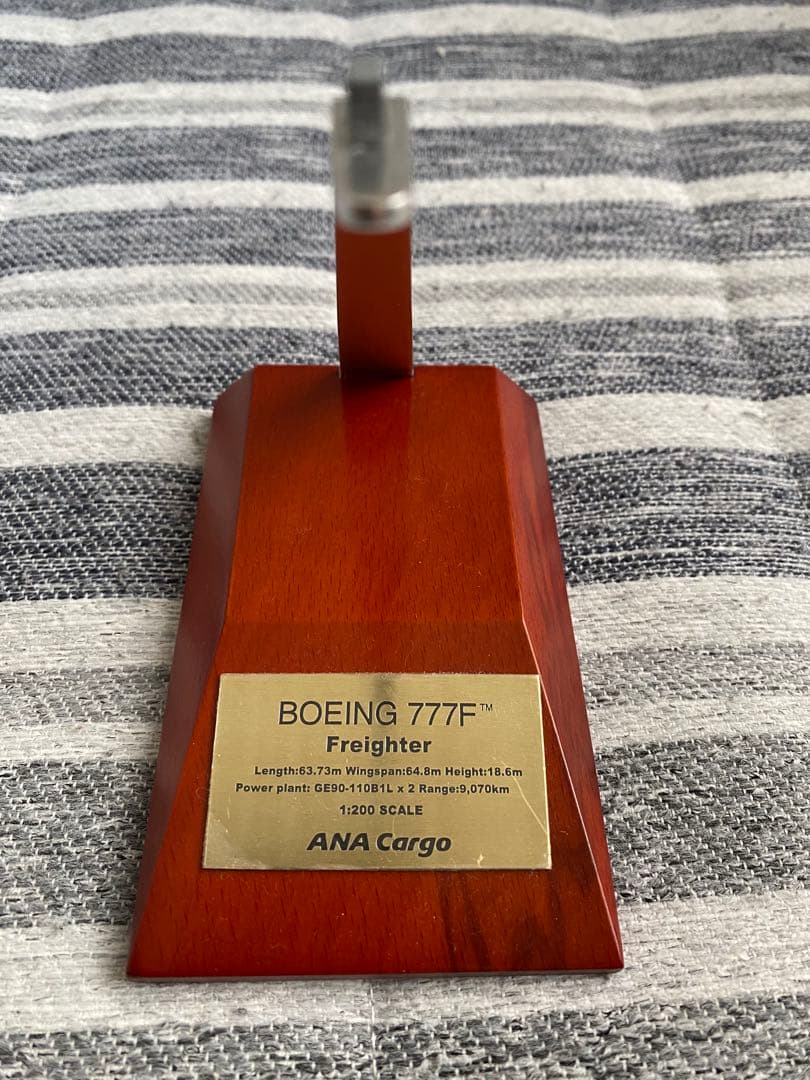 BOEING 777F™
Freighter
Length:63.73m Wingspan:64.8m Height:18.6m
Power plant: GE90-110B1L x 2 Range:9,070km
1:200 SCALE
ANA Cargo